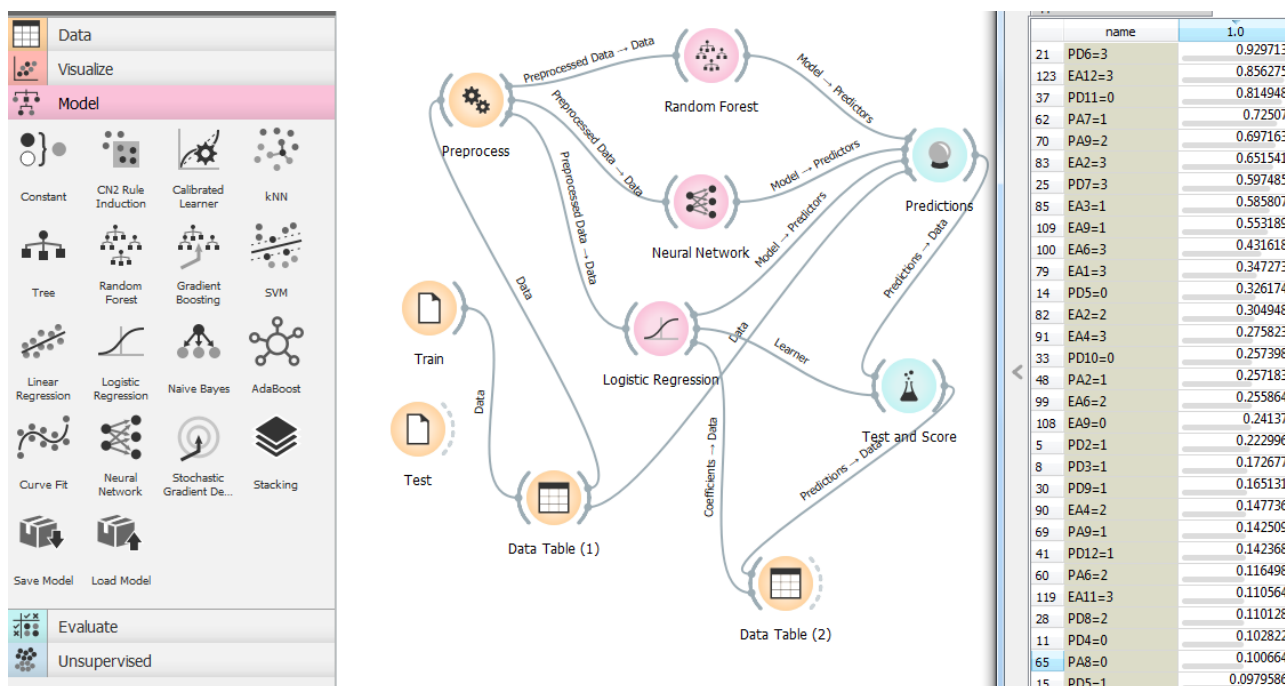 Data
Visualize
Model
Constant
CN2 Rule
Induction
Calibrated
Learner
kNN
Tree
Random
Forest
Gradient
Boosting
SVM
Linear
Regression
Logistic
Regression
Naive Bayes
AdaBoost
Curve Fit
Neural
Network
Stochastic
Gradient De...
Stacking
Save Model
Load Model
Evaluate
Unsupervised
Preprocessed Data → Data
Model → Predictors
Random Forest
Preprocess
Preprocessed Data → Data
Model → Predictors
Predictions
Neural Network
Preprocessed Data → Data
Model → Predictors
Predictions → Data
Data
Train
Data
Learner
Logistic Regression
Data
Test
Test and Score
Coefficients → Data
Predictions → Data
Data Table (1)
Data Table (2)
name 1.0
21 PD6=3 0.929713
123 EA12=3 0.856275
37 PD11=0 0.814948
62 PA7=1 0.72507
70 PA9=2 0.697163
83 EA2=3 0.651541
25 PD7=3 0.597485
85 EA3=1 0.585807
109 EA9=1 0.553189
100 EA6=3 0.431618
79 EA1=3 0.347273
14 PD5=0 0.326174
82 EA2=2 0.304948
91 EA4=3 0.275823
33 PD10=0 0.257398
48 PA2=1 0.257183
99 EA6=2 0.255864
108 EA9=0 0.24137
5 PD2=1 0.222996
8 PD3=1 0.172677
30 PD9=1 0.165131
90 EA4=2 0.147736
69 PA9=1 0.142509
41 PD12=1 0.142368
60 PA6=2 0.116498
119 EA11=3 0.110564
28 PD8=2 0.110128
11 PD4=0 0.102822
65 PA8=0 0.100664
15 PD5=1 0.0979586